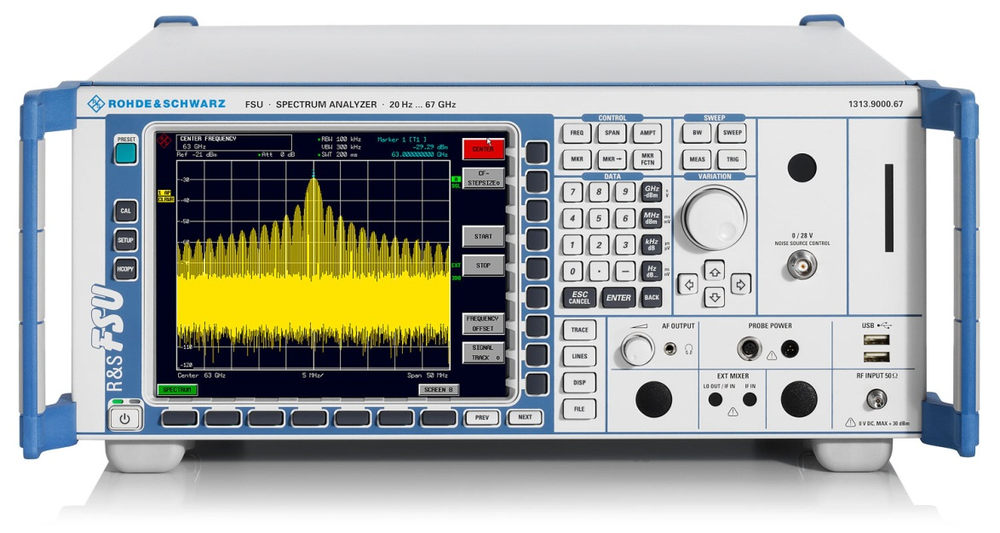 ROHDE&SCHWARZ FSU · SPECTRUM ANALYZER · 20 Hz ... 67 GHz 1313.9000.67
PRESET
CAL
SETUP
HCOPY
R&S FSU
CENTER FREQUENCY
63 GHz
Ref -21 dBm Att 0 dB
RBW 100 kHz
VBW 300 kHz
SWT 200 ms
Marker 1 [T1 ]
-29.29 dBm
63.000000000 GHz
1 AP
CLRWR
-30
-40
-50
-110
-120
A
SGL
EXT
3DB
Center 63 GHz 5 MHz/ Span 50 MHz
SPECTRUM SCREEN B
CENTER
CF-
STEPSIZE
START
STOP
FREQUENCY
OFFSET
SIGNAL
TRACK
PREV NEXT
CONTROL
FREQ SPAN AMPT
MKR MKR→ MKR
FCTN
SWEEP
BW SWEEP
MEAS TRIG
DATA
7 8 9 GHz
-dBm
4 5 6 MHz
dBm
1 2 3 kHz
dB
0 · – Hz
dB...
ESC
CANCEL ENTER BACK
VARIATION
0 / 28 V
NOISE SOURCE CONTROL
TRACE
LINES
DISP
FILE
AF OUTPUT
PROBE POWER
USB
EXT MIXER
LO OUT / IF IN IF IN
RF INPUT 50Ω
0 V DC, MAX + 30 dBm